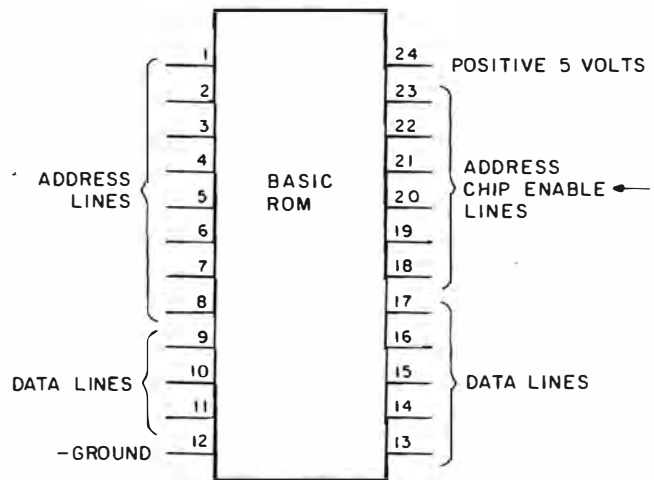 1
2
3
4
5
6
7
8
9
10
11
12
ADDRESS
LINES
DATA LINES
-GROUND
BASIC
ROM
24
23
22
21
20
19
18
17
16
15
14
13
POSITIVE 5 VOLTS
ADDRESS
CHIP ENABLE
LINES
DATA LINES